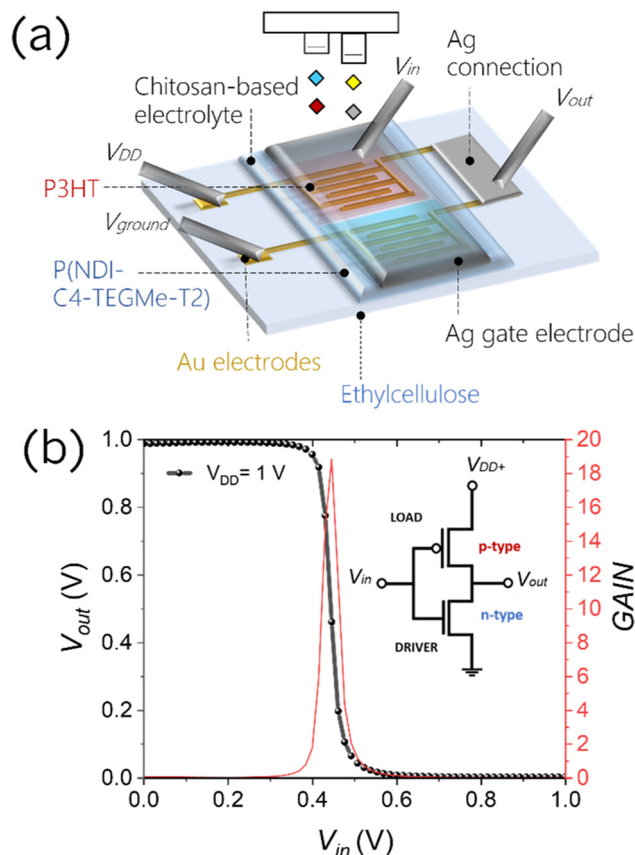 (a)
Chitosan-based
electrolyte
Vin
Ag
connection
Vout
VDD
P3HT
Vground
P(NDI-
C4-TEGMe-T2)
Au electrodes
Ag gate electrode
Ethylcellulose
(b)
VDD= 1 V
1.0
0.8
0.6
0.4
0.2
0.0
Vout (V)
20
18
16
14
12
10
8
6
4
2
0
GAIN
VDD+
LOAD
p-type
Vin
Vout
n-type
DRIVER
0.0 0.2 0.4 0.6 0.8 1.0
Vin (V)